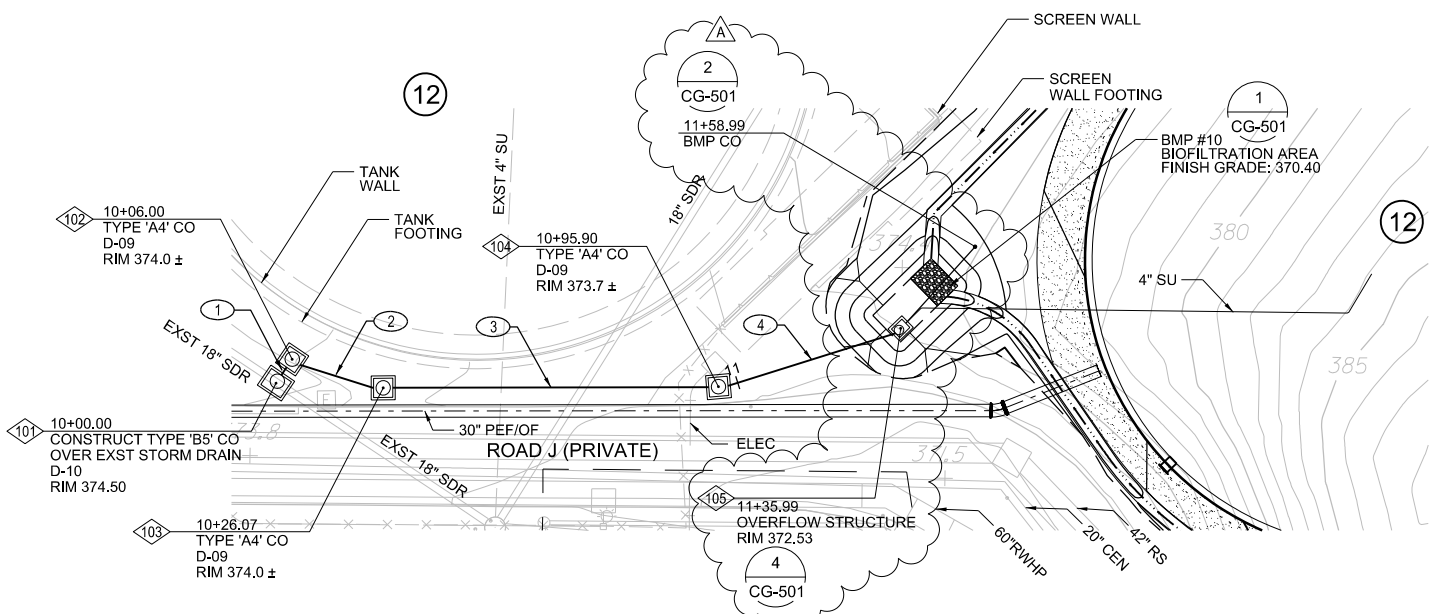 SCREEN WALL
A
2
CG-501
12
SCREEN
WALL FOOTING
1
CG-501
11+58.99
BMP CO
BMP #10
BIOFILTRATION AREA
FINISH GRADE: 370.40
EXST 4" SU
18" SDR
TANK
WALL
TANK
FOOTING
102
10+06.00
TYPE 'A4' CO
D-09
RIM 374.0 ±
104
10+95.90
TYPE 'A4' CO
D-09
RIM 373.7 ±
380
12
4" SU
385
1
2
3
4
11
EXST 18" SDR
E
101
10+00.00
CONSTRUCT TYPE 'B5' CO
OVER EXST STORM DRAIN
D-10
RIM 374.50
30" PEF/OF
ROAD J (PRIVATE)
ELEC
EXST 18" SDR
103
10+26.07
TYPE 'A4' CO
D-09
RIM 374.0 ±
105
11+35.99
OVERFLOW STRUCTURE
RIM 372.53
4
CG-501
60"RWHP
20" CEN
42" RS